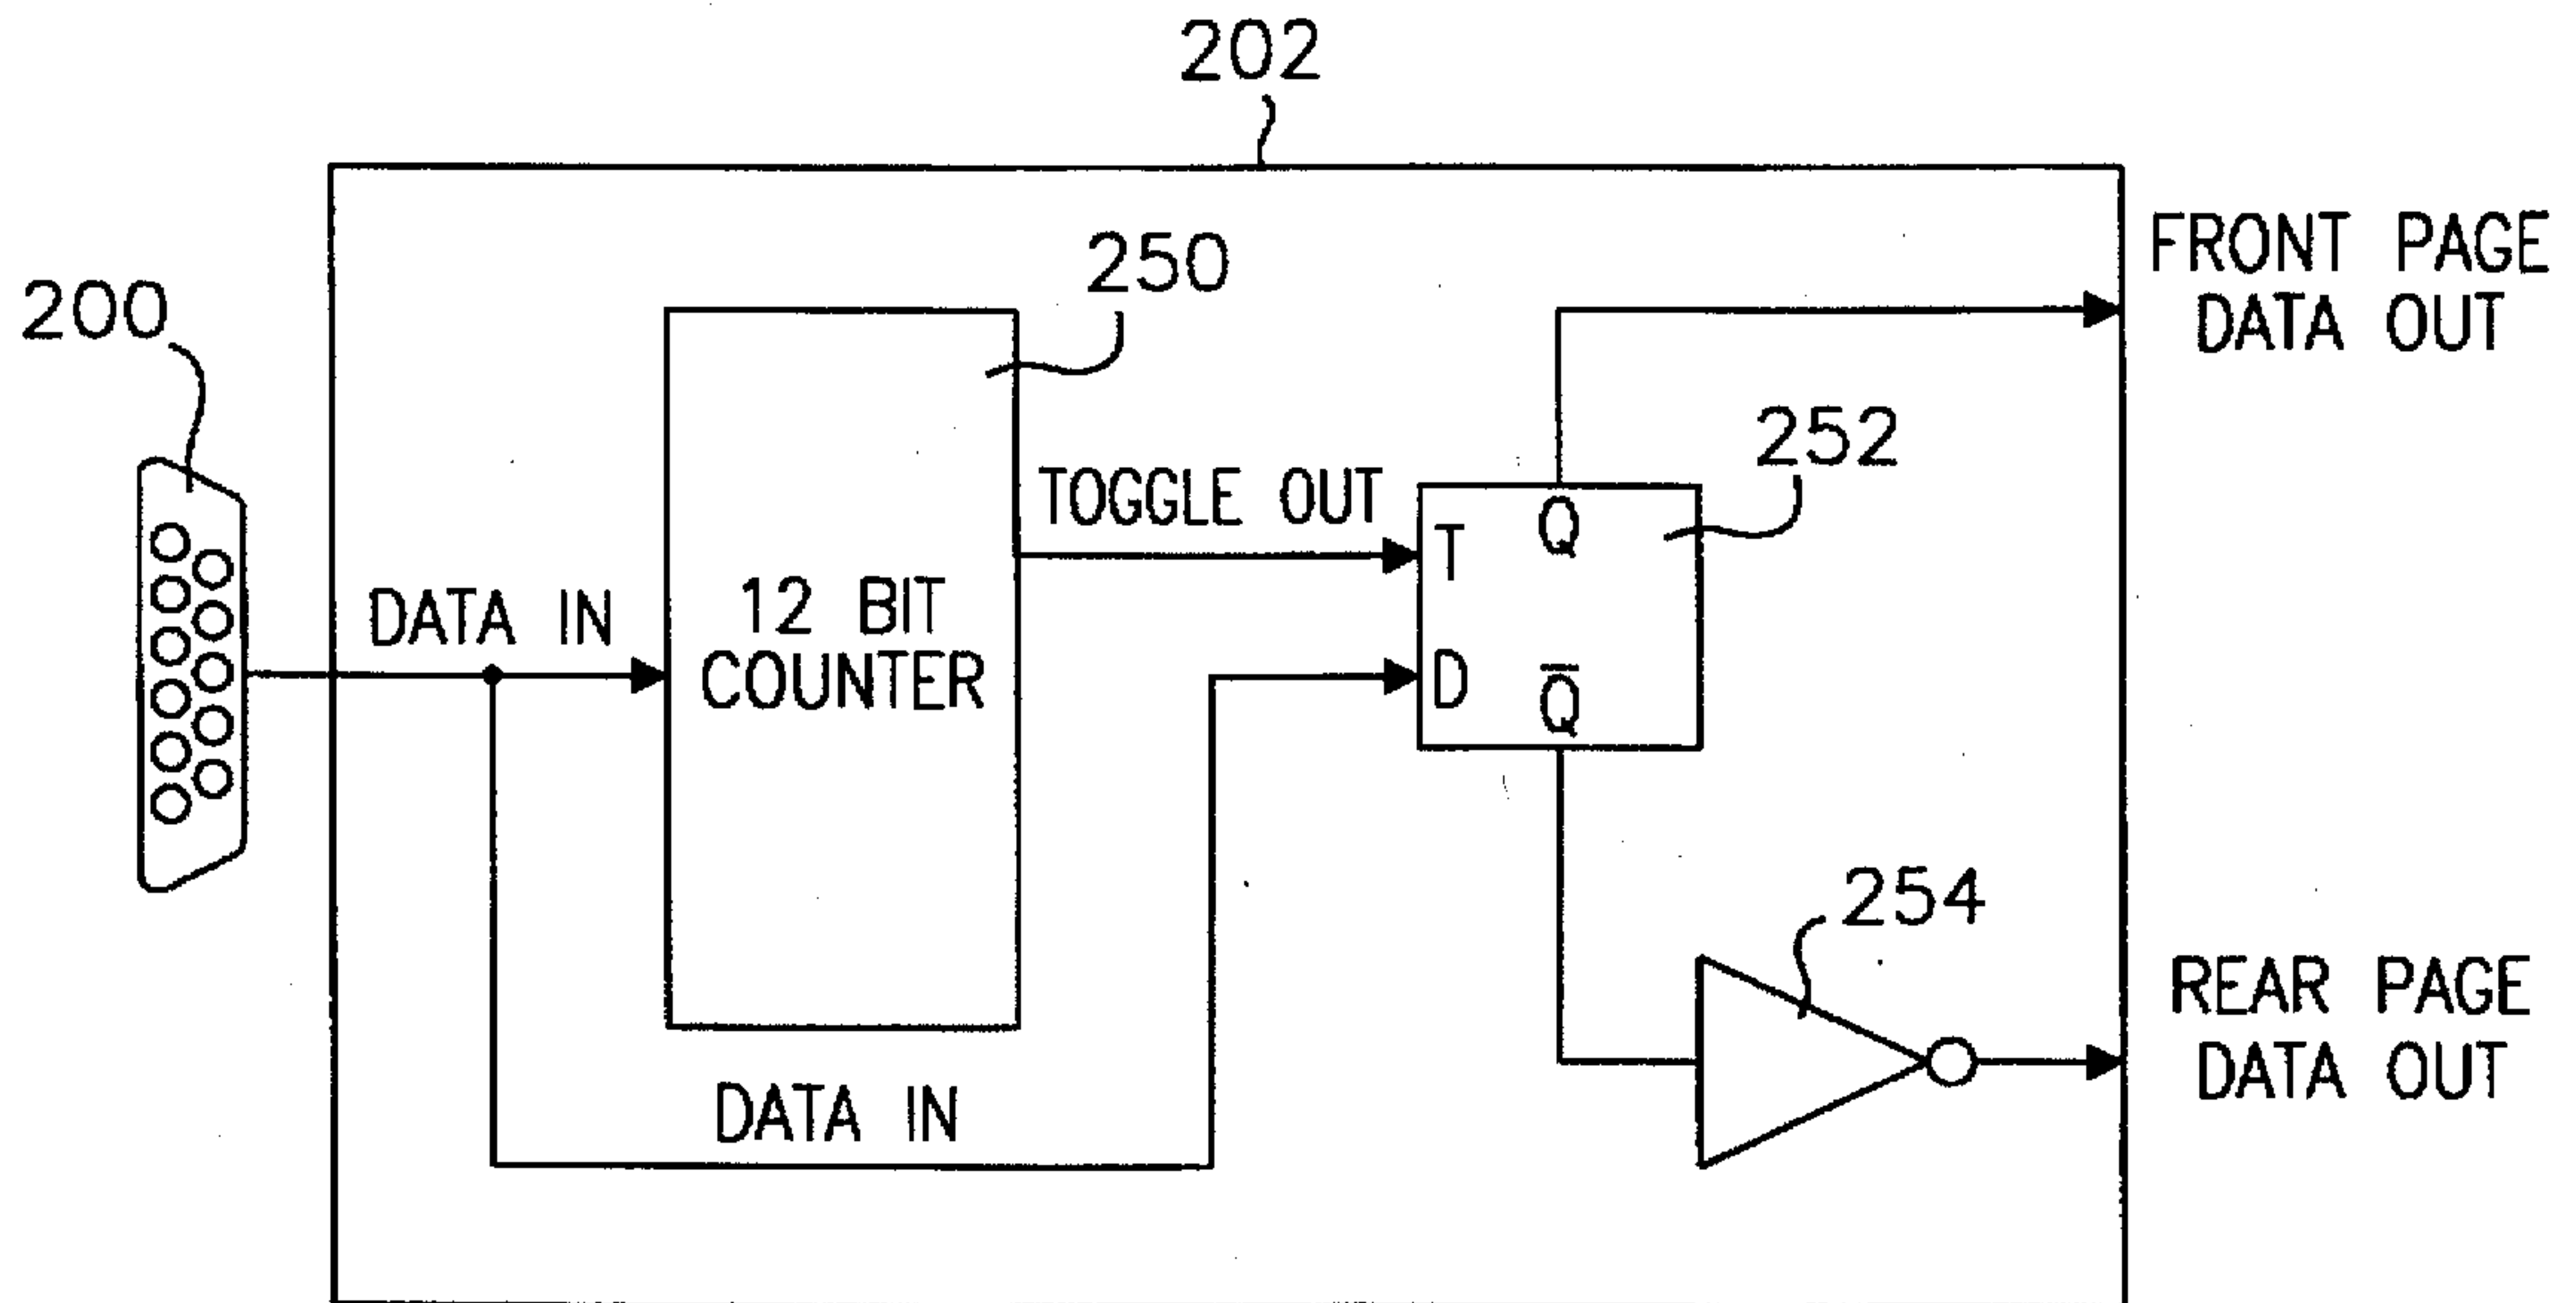 202
250
FRONT PAGE
DATA OUT
200
252
TOGGLE OUT
T
Q
DATA IN
12 BIT
COUNTER
D
Q̅
254
REAR PAGE
DATA OUT
DATA IN